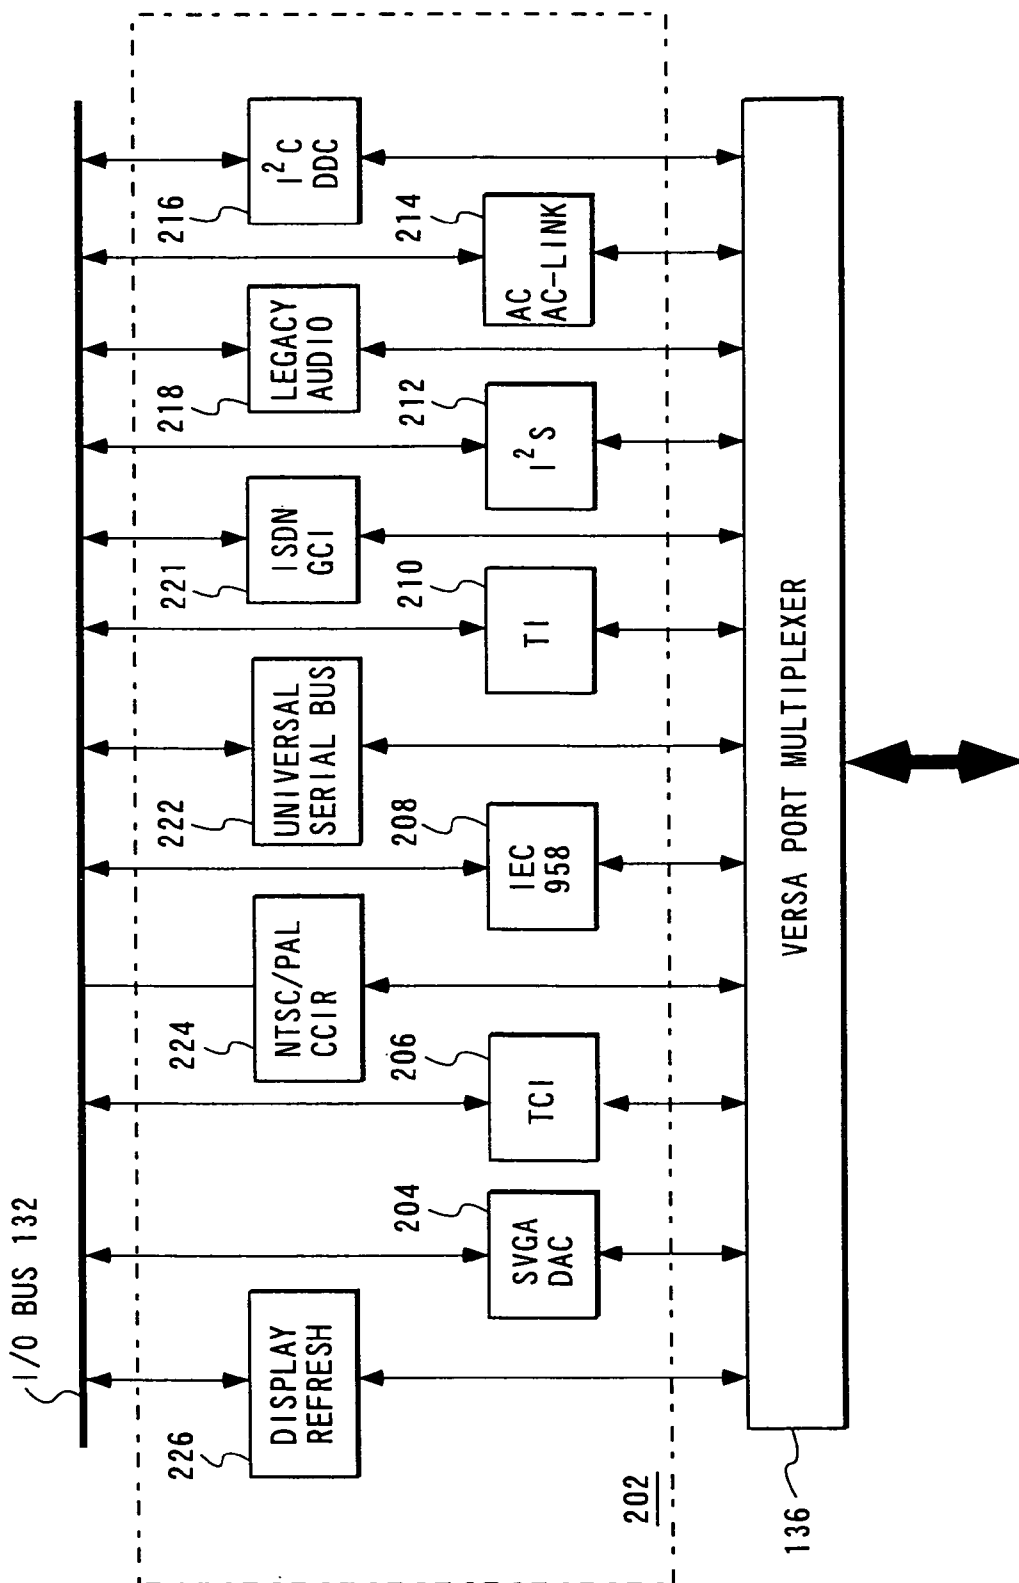 I/O BUS 132
226
DISPLAY
REFRESH
204
SVGA
DAC
206
TCI
224
NTSC/PAL
CCIR
208
IEC
958
222
UNIVERSAL
SERIAL BUS
210
TI
221
ISDN
GCI
212
I²S
218
LEGACY
AUDIO
214
AC
AC-LINK
216
I²C
DDC
202
136
VERSA PORT MULTIPLEXER